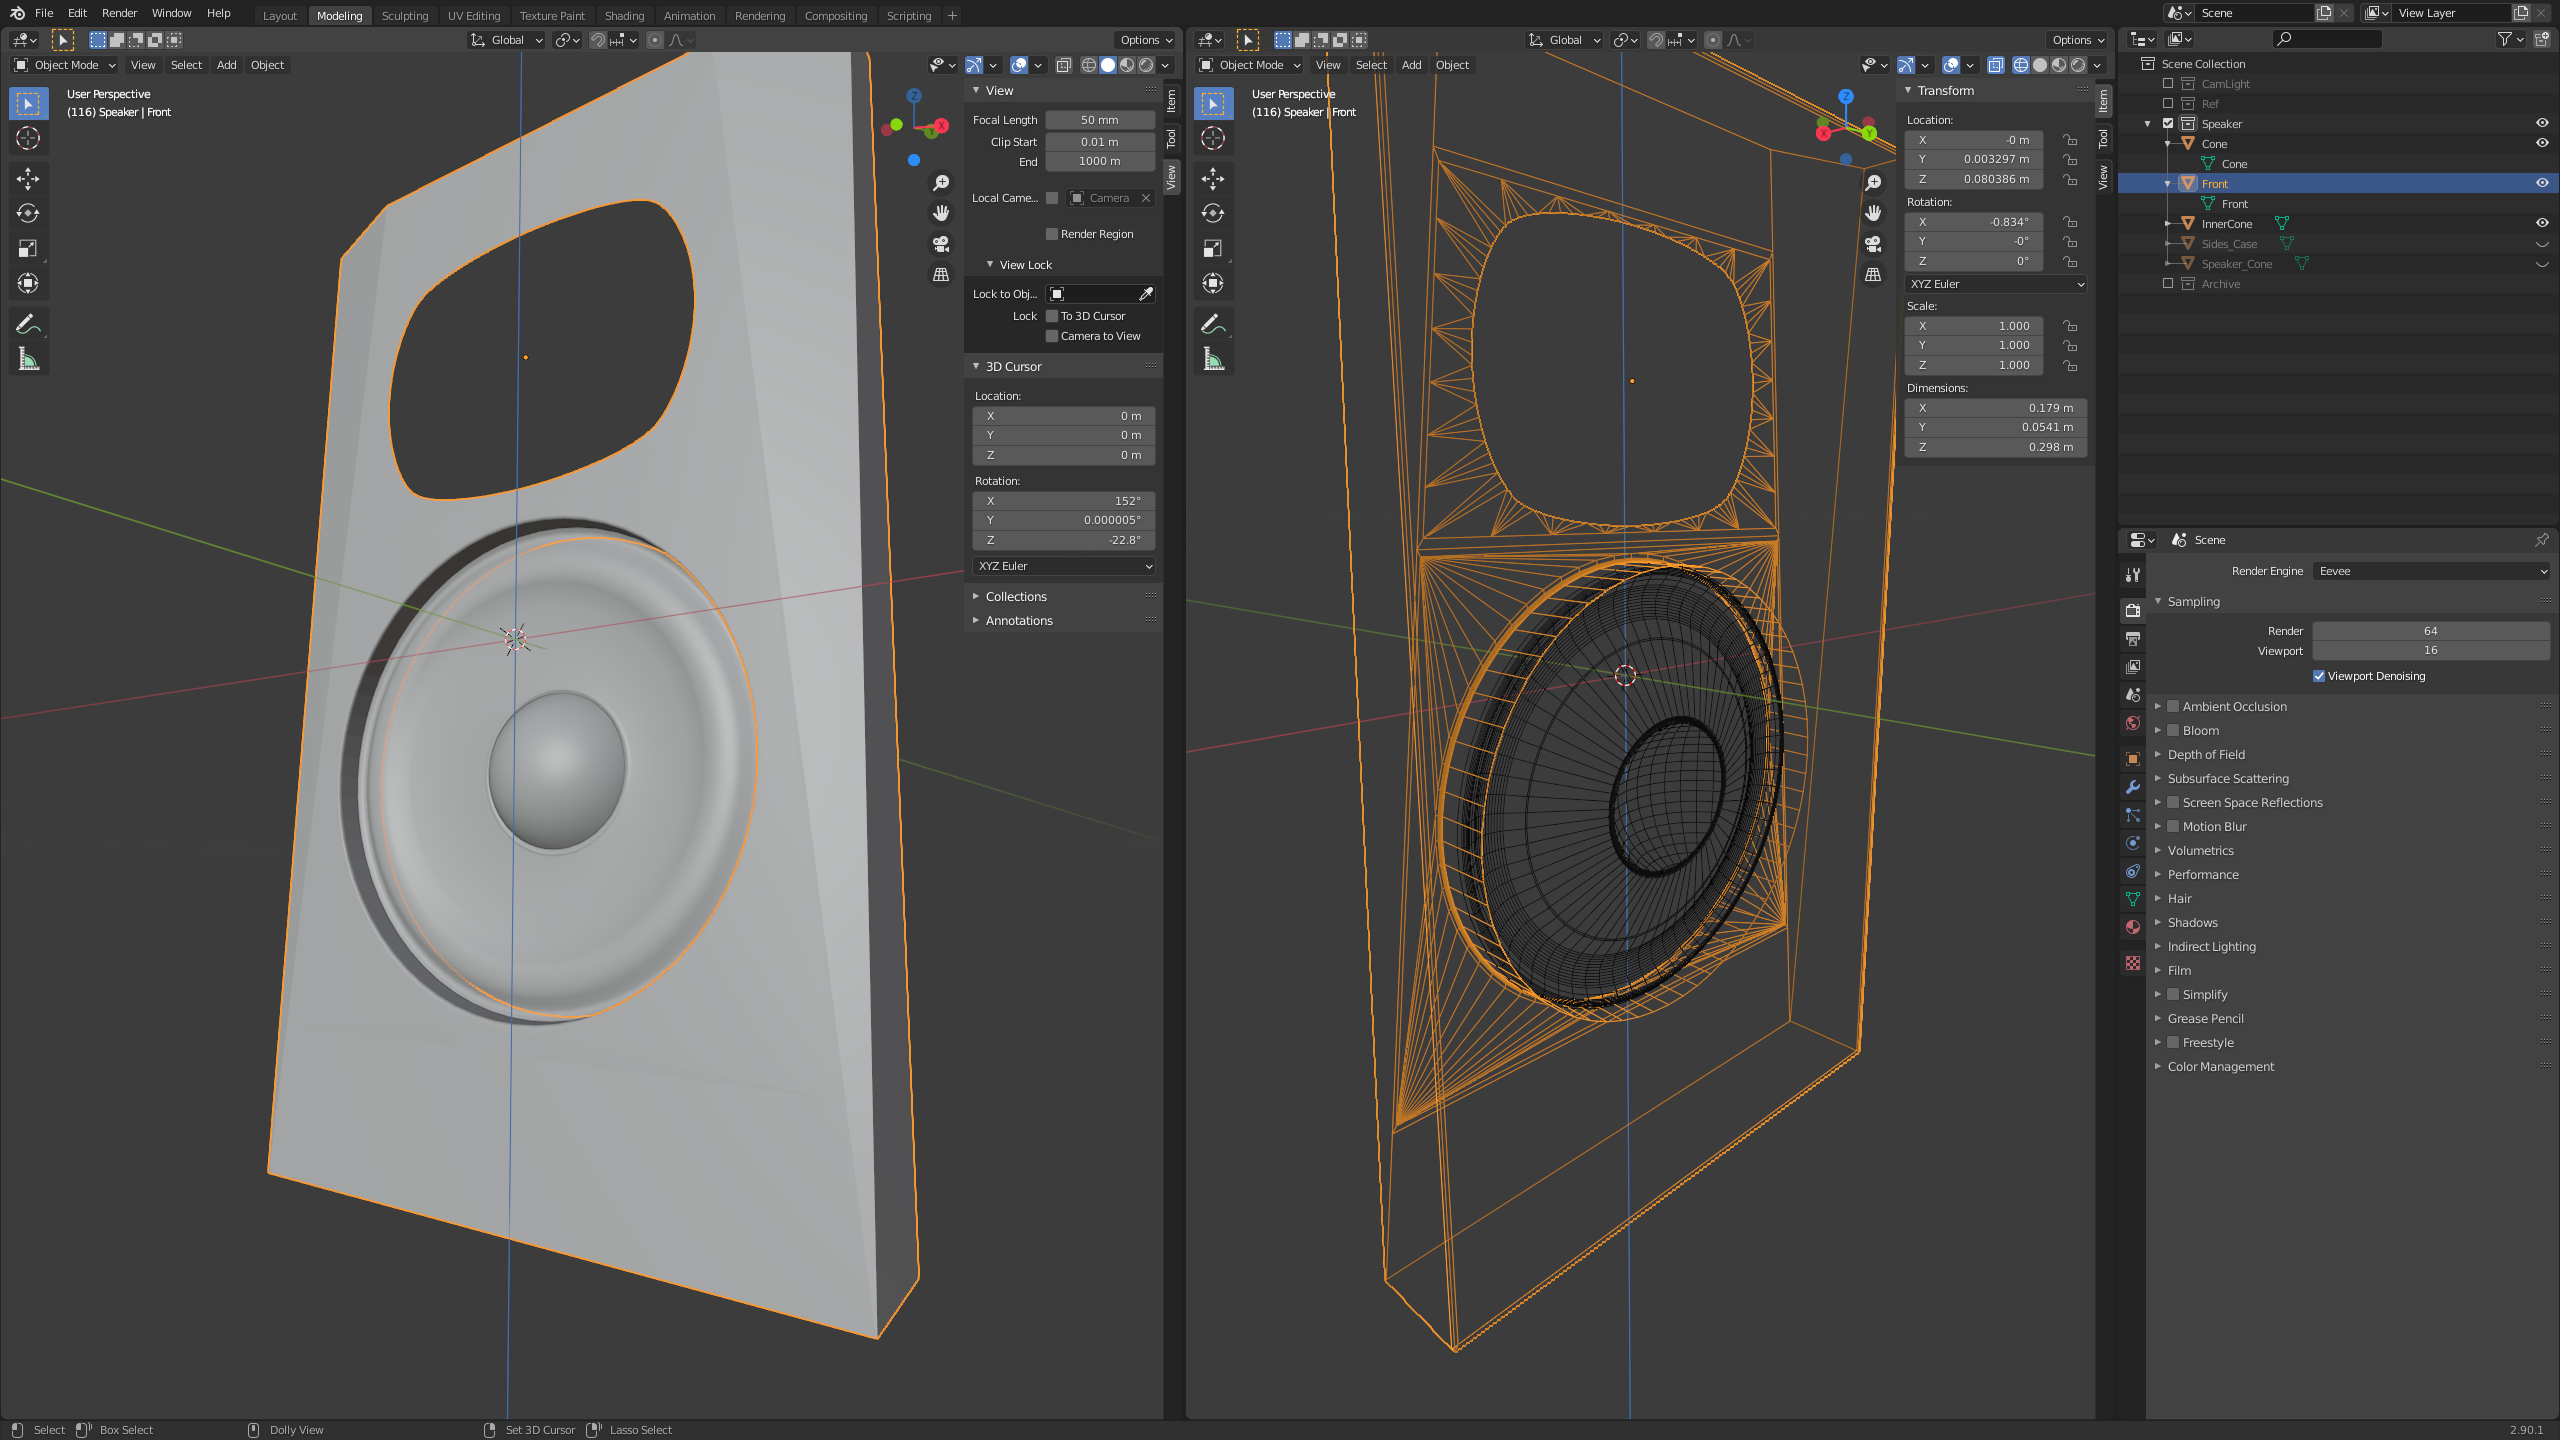 File Edit Render Window Help Layout Modeling Sculpting UV Editing Texture Paint Shading Animation Rendering Compositing Scripting + Scene View Layer
Global Options
Object Mode View Select Add Object
User Perspective
(116) Speaker | Front
Z
X
Y
View
Focal Length 50 mm
Clip Start 0.01 m
End 1000 m
Local Came... Camera
Render Region
View Lock
Lock to Obj...
Lock To 3D Cursor
Camera to View
3D Cursor
Location:
X 0 m
Y 0 m
Z 0 m
Rotation:
X 152°
Y 0.000005°
Z -22.8°
XYZ Euler
Collections
Annotations
Item
Tool
View
Global Options
Object Mode View Select Add Object
User Perspective
(116) Speaker | Front
Z
X
Y
Transform
Location:
X -0 m
Y 0.003297 m
Z 0.080386 m
Rotation:
X -0.834°
Y -0°
Z 0°
XYZ Euler
Scale:
X 1.000
Y 1.000
Z 1.000
Dimensions:
X 0.179 m
Y 0.0541 m
Z 0.298 m
Item
Tool
View
Scene Collection
CamLight
Ref
Speaker
Cone
Cone
Front
Front
InnerCone
Sides_Case
Speaker_Cone
Archive
Scene
Render Engine Eevee
Sampling
Render 64
Viewport 16
Viewport Denoising
Ambient Occlusion
Bloom
Depth of Field
Subsurface Scattering
Screen Space Reflections
Motion Blur
Volumetrics
Performance
Hair
Shadows
Indirect Lighting
Film
Simplify
Grease Pencil
Freestyle
Color Management
Select Box Select Dolly View Set 3D Cursor Lasso Select 2.90.1